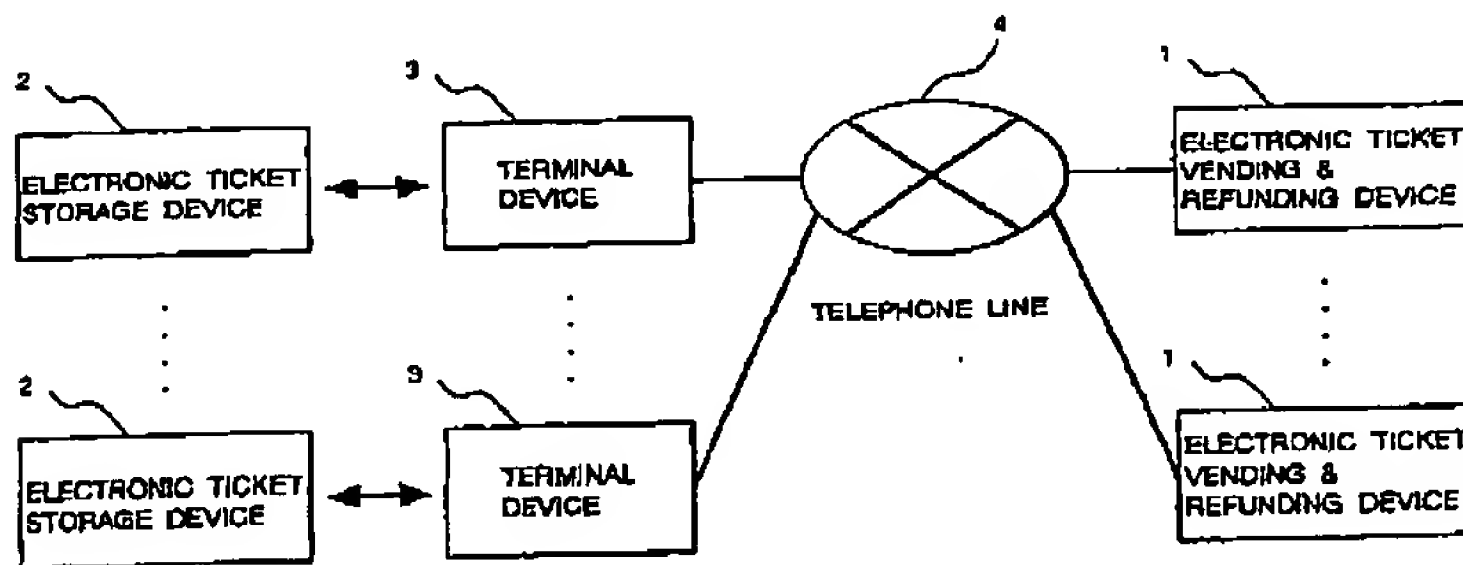 4
2
3
1
ELECTRONIC TICKET
STORAGE DEVICE
TERMINAL
DEVICE
ELECTRONIC TICKET
VENDING &
REFUNDING DEVICE
TELEPHONE LINE
2
9
1
ELECTRONIC TICKET
STORAGE DEVICE
TERMINAL
DEVICE
ELECTRONIC TICKET
VENDING &
REFUNDING DEVICE